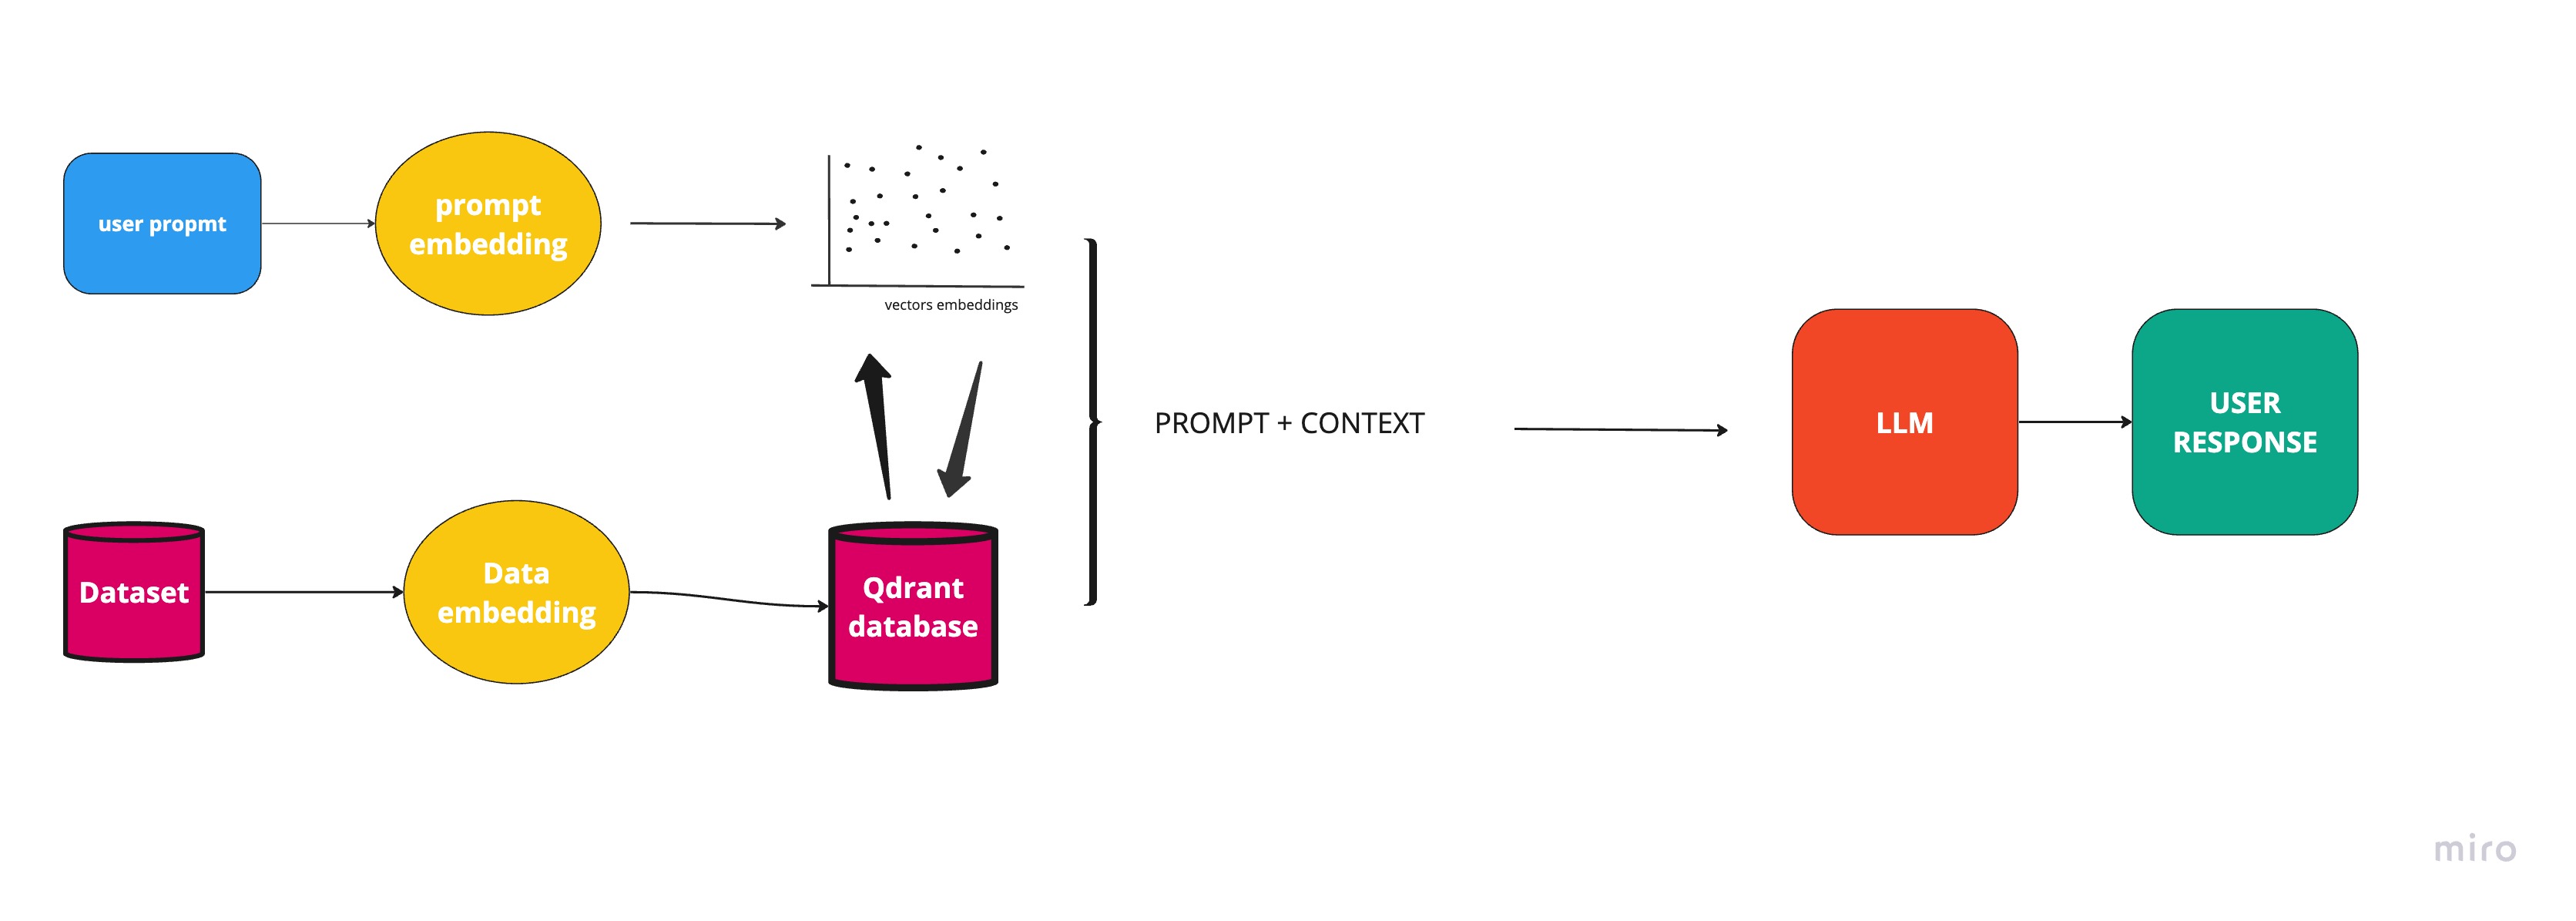 user propmt
prompt
embedding
vectors embeddings
PROMPT + CONTEXT
LLM
USER
RESPONSE
Dataset
Data
embedding
Qdrant
database
miro